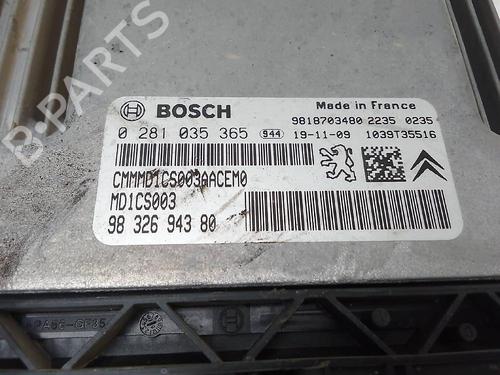 B-PARTS
BOSCH
Made in France
0 281 035 365 944
9818703480 2235 0235
19-11-09 1039T35516
CMMMD1CS003AACEM0
MD1CS003
98 326 943 80